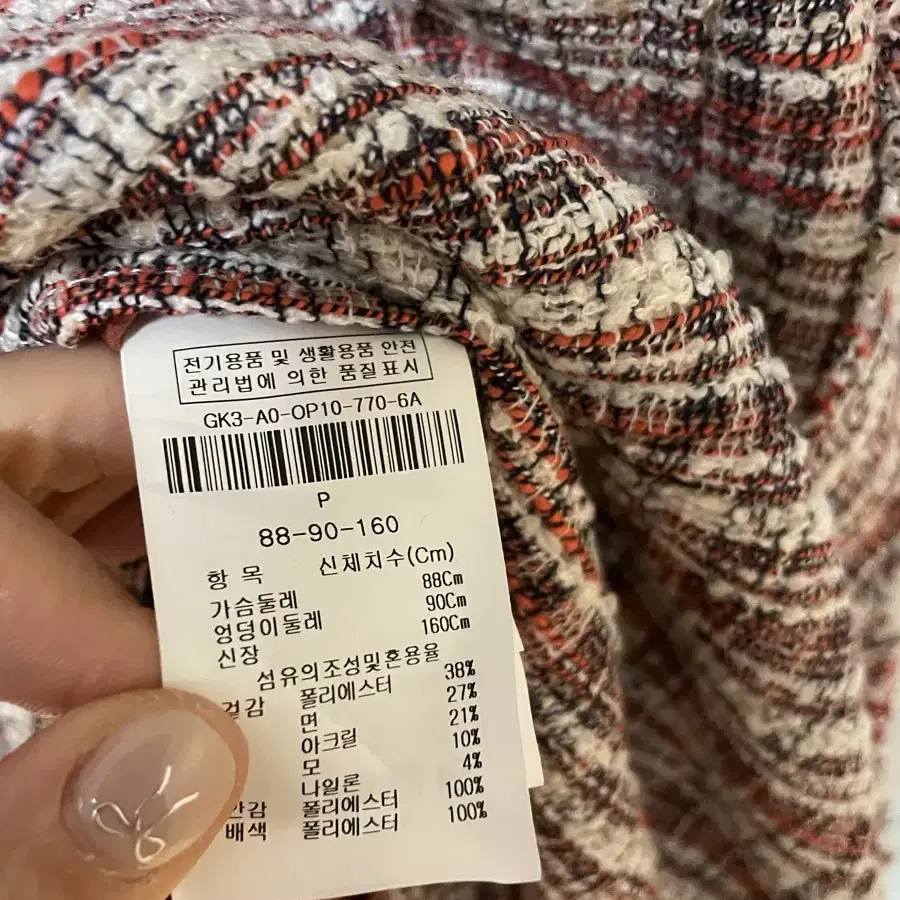 전기용품 및 생활용품 안전
관리법에 의한 품질표시
GK3-A0-OP10-770-6A
P
88-90-160
항 목 신체치수(Cm)
가슴둘레 88Cm
엉덩이둘레 90Cm
신장 160Cm
섬유의조성및혼용율
겉감 폴리에스터 38%
면 27%
아크릴 21%
모 10%
나일론 4%
안감 폴리에스터 100%
배색 폴리에스터 100%